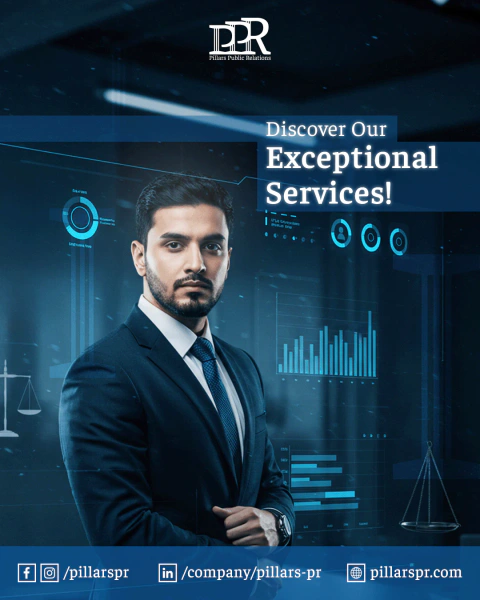 PPR
Pillars Public Relations
Discover Our
Exceptional
Services!
/pillarspr
/company/pillars-pr
pillarspr.com